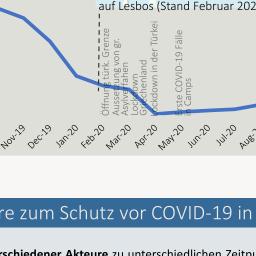 auf Lesbos (Stand Februar 202
Öffnung türk. Grenze
Aussetzung von gr.
Asylverfahren
Lockdown
Griechenland
Lockdown in der Türkei
Erste COVID-19 Fälle
in Camps
Nov-19
Dec-19
Jan-20
Feb-20
Mar-20
Apr-20
May-20
Jun-20
Jul-20
Aug-
re zum Schutz vor COVID-19 in
rschiedener Akteure zu unterschiedlichen Zeitpu